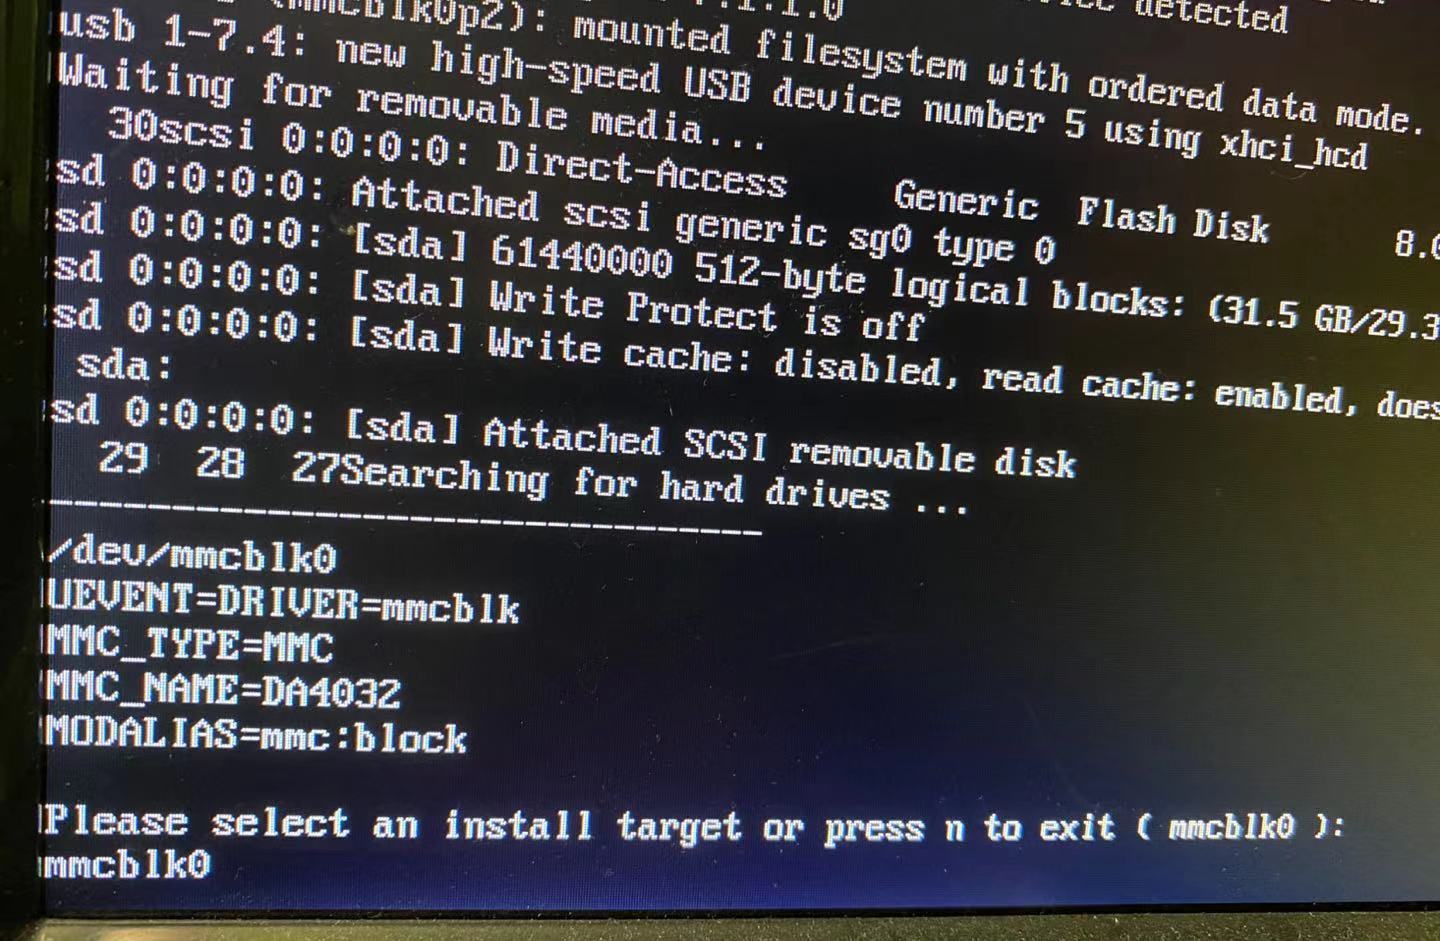 (mmcblk0p2): mounted filesystem with ordered data mode.
detected
usb 1-7.4: new high-speed USB device number 5 using xhci_hcd
Waiting for removable media...
30scsi 0:0:0:0: Direct-Access Generic Flash Disk 8.0
sd 0:0:0:0: Attached scsi generic sg0 type 0
sd 0:0:0:0: [sda] 61440000 512-byte logical blocks: (31.5 GB/29.3
sd 0:0:0:0: [sda] Write Protect is off
sd 0:0:0:0: [sda] Write cache: disabled, read cache: enabled, does
sda:
sd 0:0:0:0: [sda] Attached SCSI removable disk
29 28 27Searching for hard drives ...
------------------------------
/dev/mmcblk0
UEVENT=DRIVER=mmcblk
MMC_TYPE=MMC
MMC_NAME=DA4032
MODALIAS=mmc:block
Please select an install target or press n to exit ( mmcblk0 ):
mmcblk0